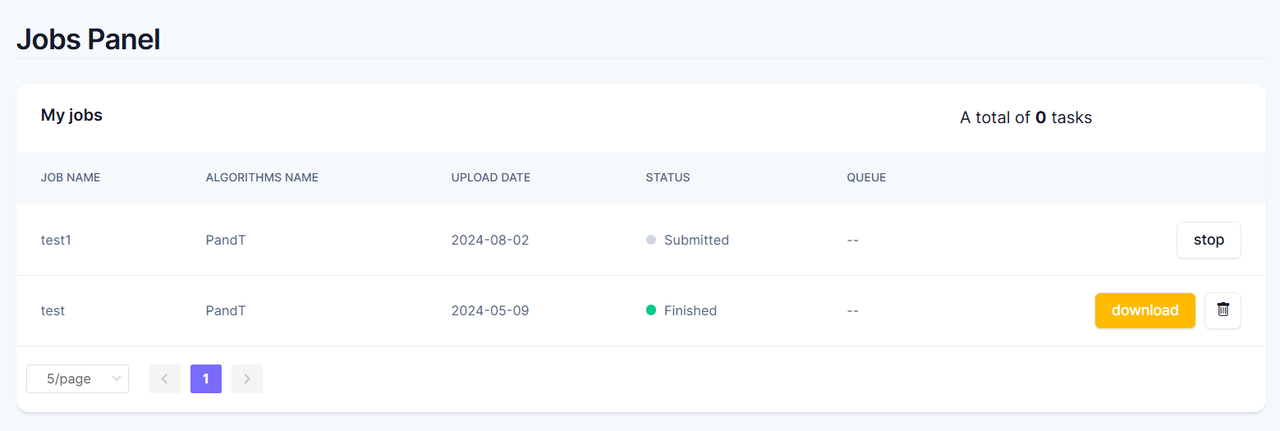 Jobs Panel
My jobs A total of 0 tasks
JOB NAME ALGORITHMS NAME UPLOAD DATE STATUS QUEUE
test1 PandT 2024-08-02 Submitted -- stop
test PandT 2024-05-09 Finished -- download
5/page 1